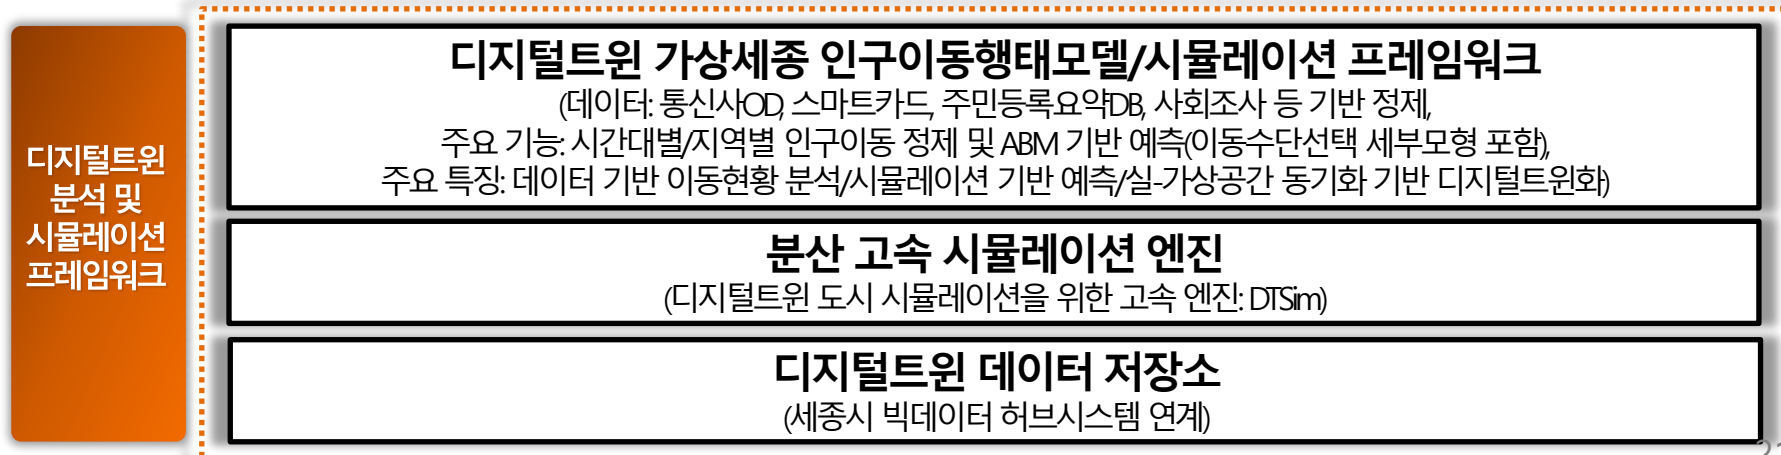 디지털트윈
분석 및
시뮬레이션
프레임워크
디지털트윈 가상세종 인구이동행태모델/시뮬레이션 프레임워크
(데이터: 통신사OD, 스마트카드, 주민등록요약DB, 사회조사 등 기반 정제,
주요 기능: 시간대별/지역별 인구이동 정제 및 ABM 기반 예측(이동수단선택 세부모형 포함),
주요 특징: 데이터 기반 이동현황 분석/시뮬레이션 기반 예측/실-가상공간 동기화 기반 디지털트윈화)
분산 고속 시뮬레이션 엔진
(디지털트윈 도시 시뮬레이션을 위한 고속 엔진: DTSim)
디지털트윈 데이터 저장소
(세종시 빅데이터 허브시스템 연계)